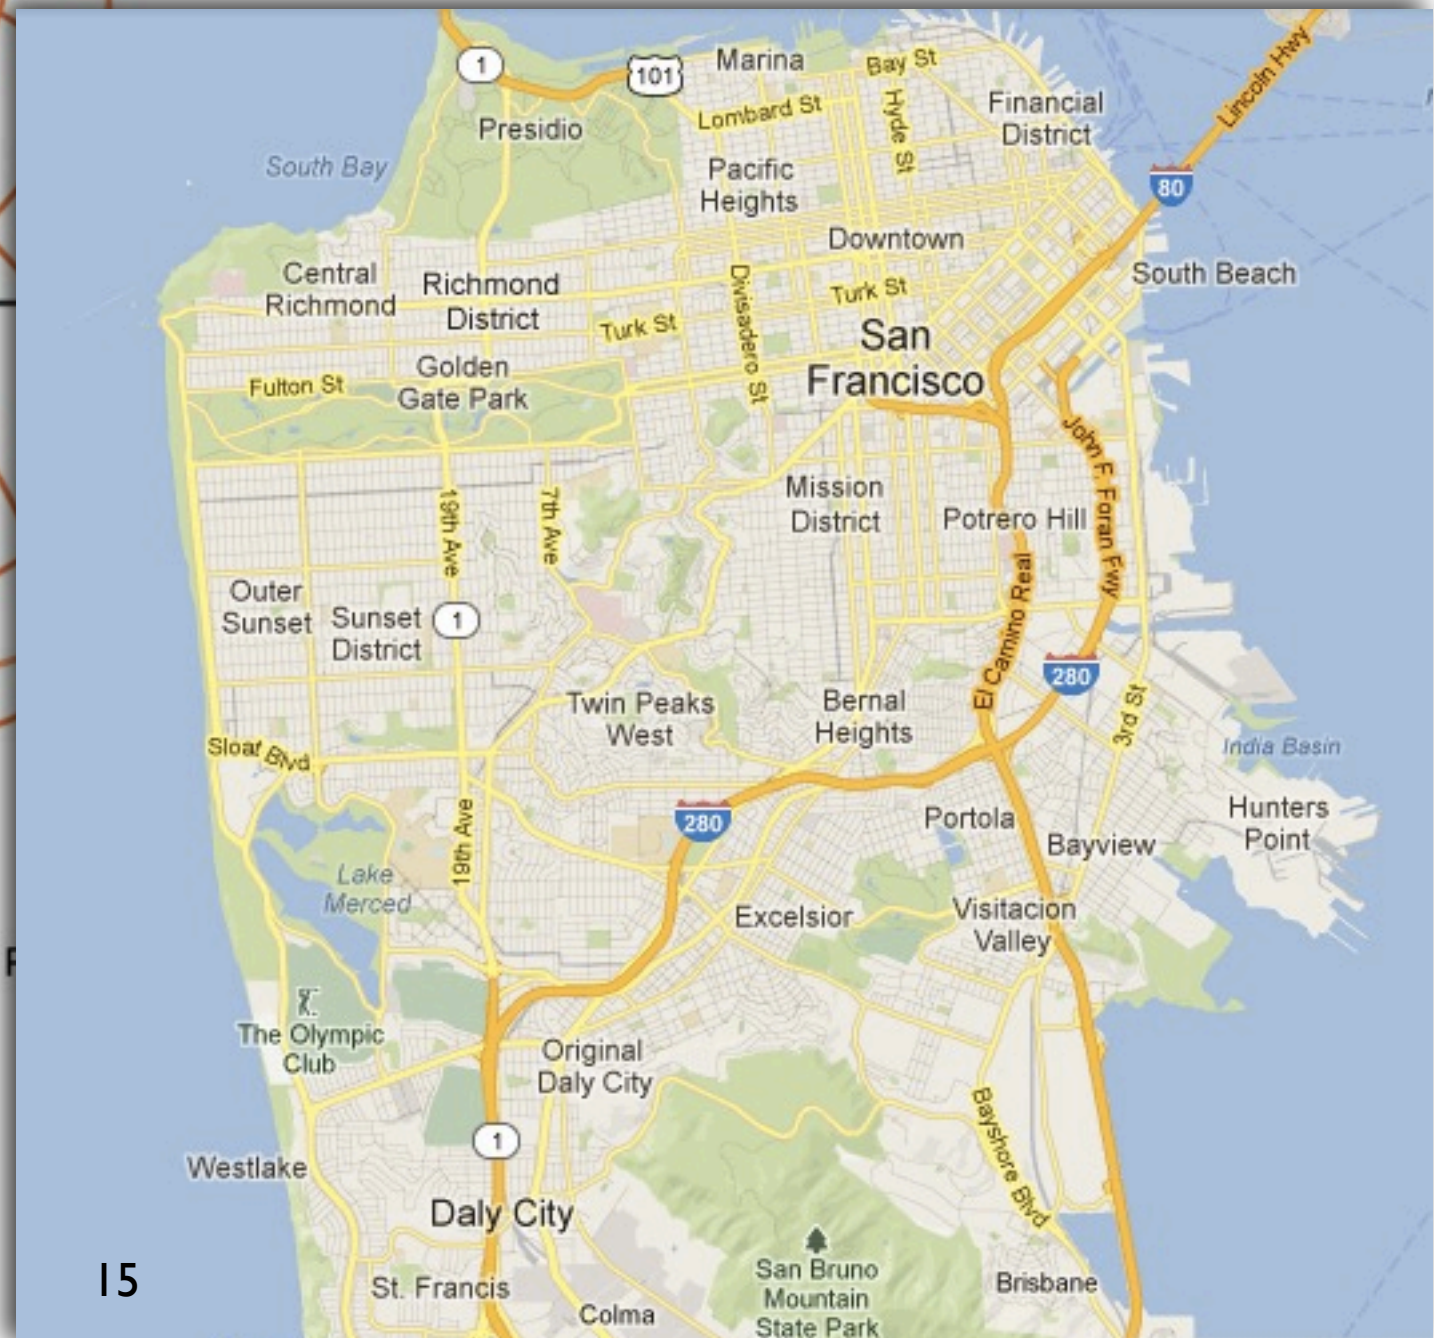 Lincoln Hwy
1
101
Marina
Bay St
Lombard St
Hyde St
Financial
District
Presidio
South Bay
Pacific
Heights
80
Downtown
South Beach
Central
Richmond
Richmond
District
Divisadero St
Turk St
Turk St
San
Francisco
Golden
Gate Park
Fulton St
John F. Foran Fwy
19th Ave
7th Ave
Mission
District
Potrero Hill
El Camino Real
Outer
Sunset
Sunset
District
1
280
Twin Peaks
West
Bernal
Heights
3rd St
India Basin
Sloat Blvd
280
Portola
Bayview
Hunters
Point
19th Ave
Lake
Merced
Excelsior
Visitacion
Valley
The Olympic
Club
Original
Daly City
Bayshore Blvd
1
Westlake
Daly City
15
St. Francis
Colma
San Bruno
Mountain
State Park
Brisbane